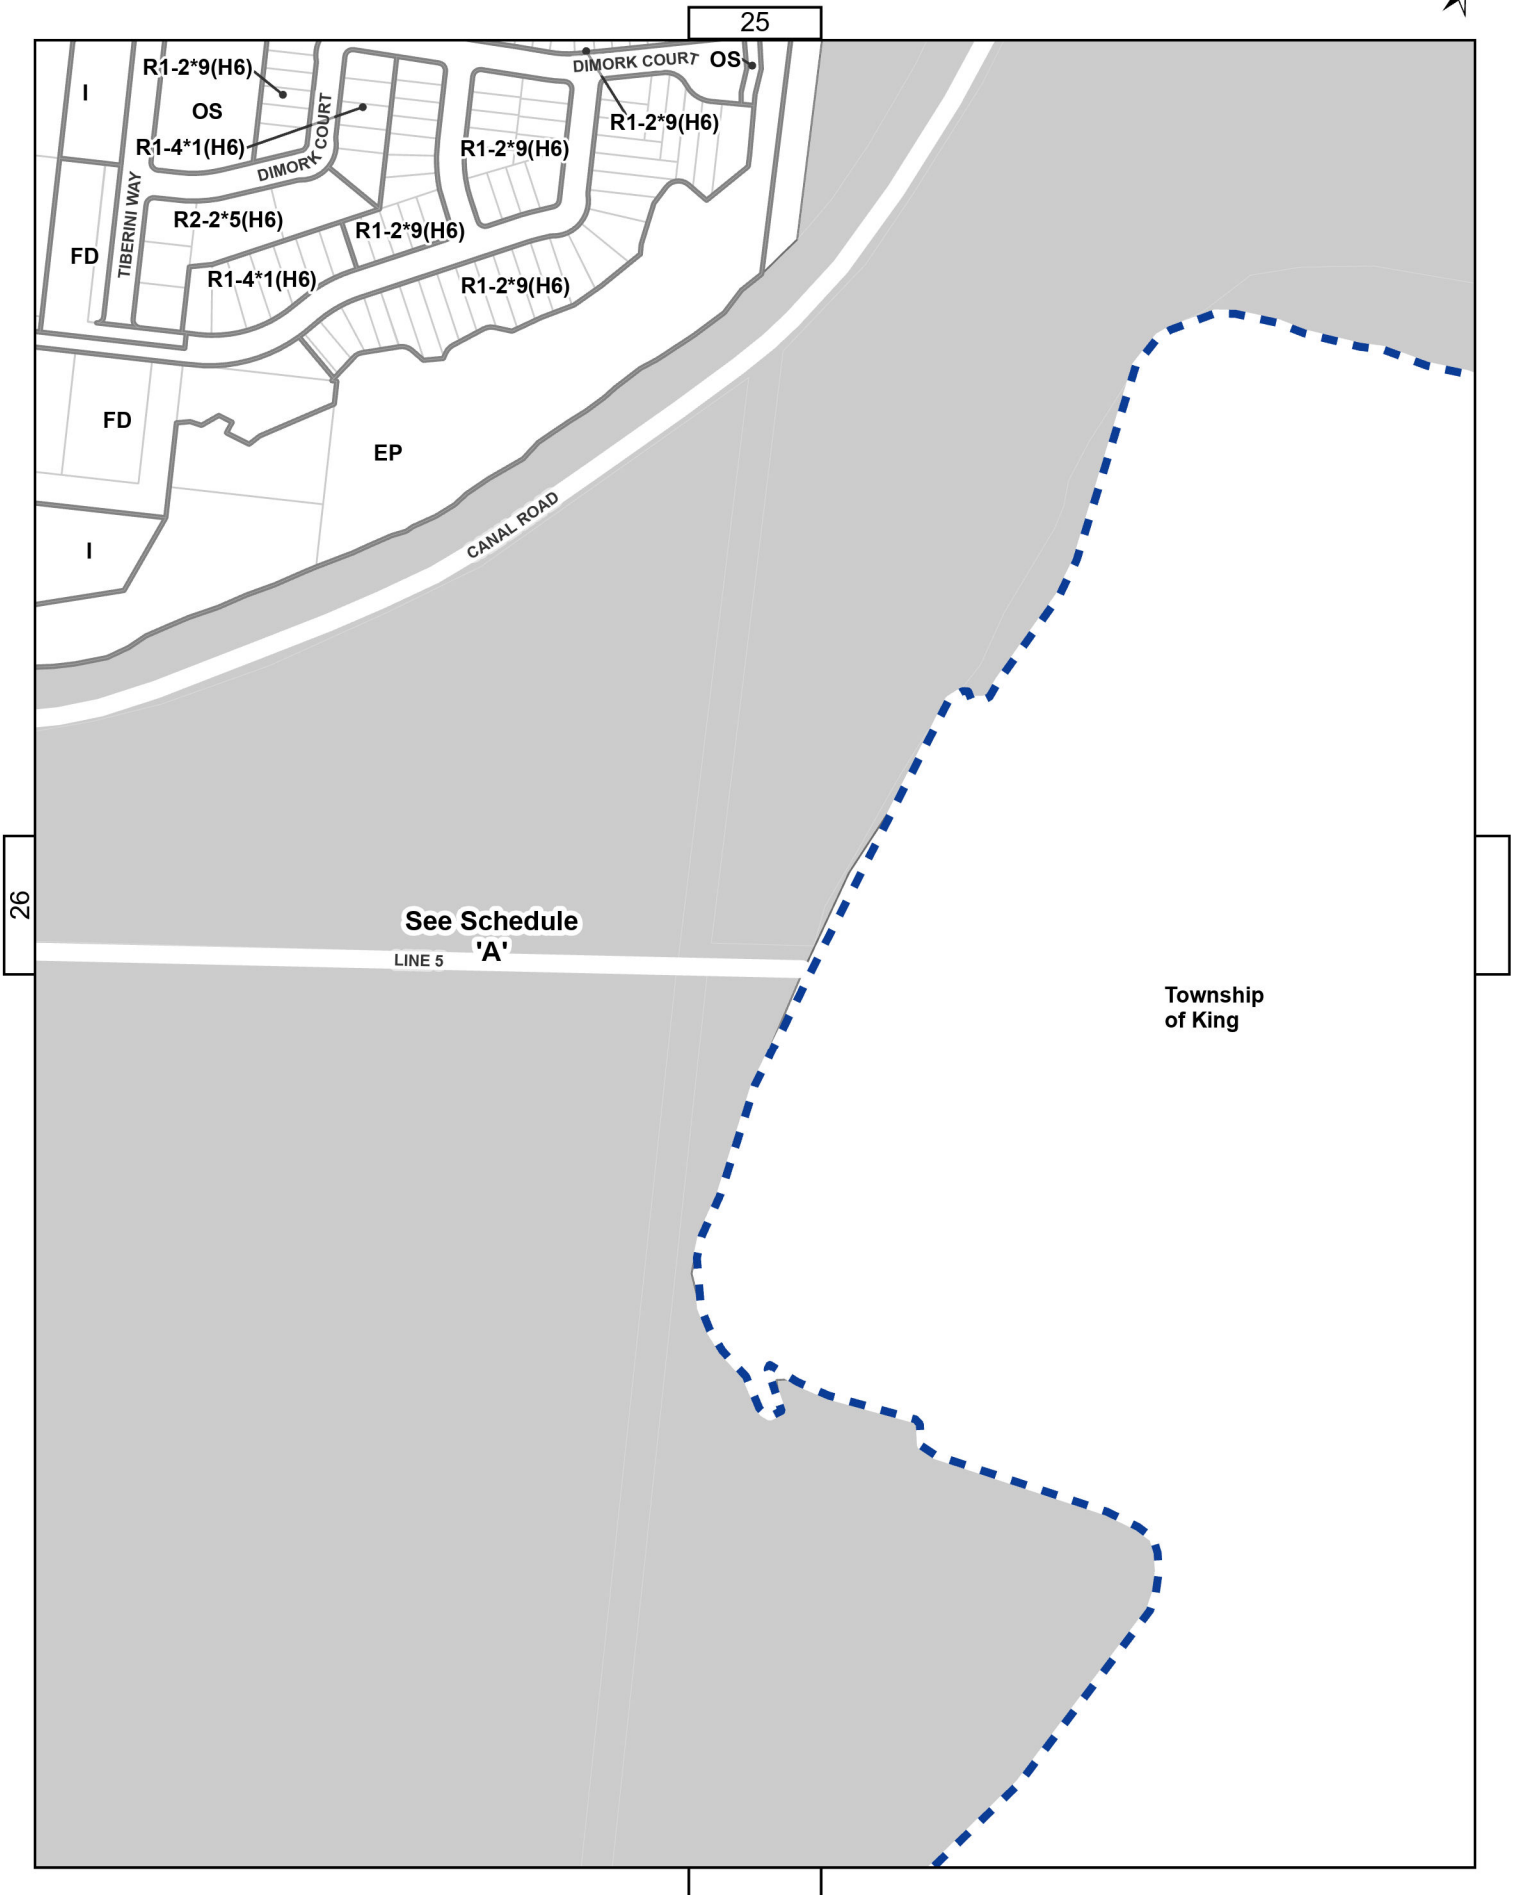 25
DIMORK COURT
OS
R1-2*9(H6)
I
OS
R1-2*9(H6)
R1-4*1(H6)
DIMORK COURT
R1-2*9(H6)
TIBERINI WAY
R2-2*5(H6)
R1-2*9(H6)
FD
R1-4*1(H6)
R1-2*9(H6)
FD
EP
CANAL ROAD
I
26
See Schedule
'A'
LINE 5
Township
of King